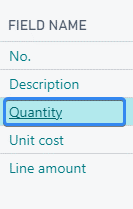 FIELD NAME
No.
Description
Quantity
Unit cost
Line amount